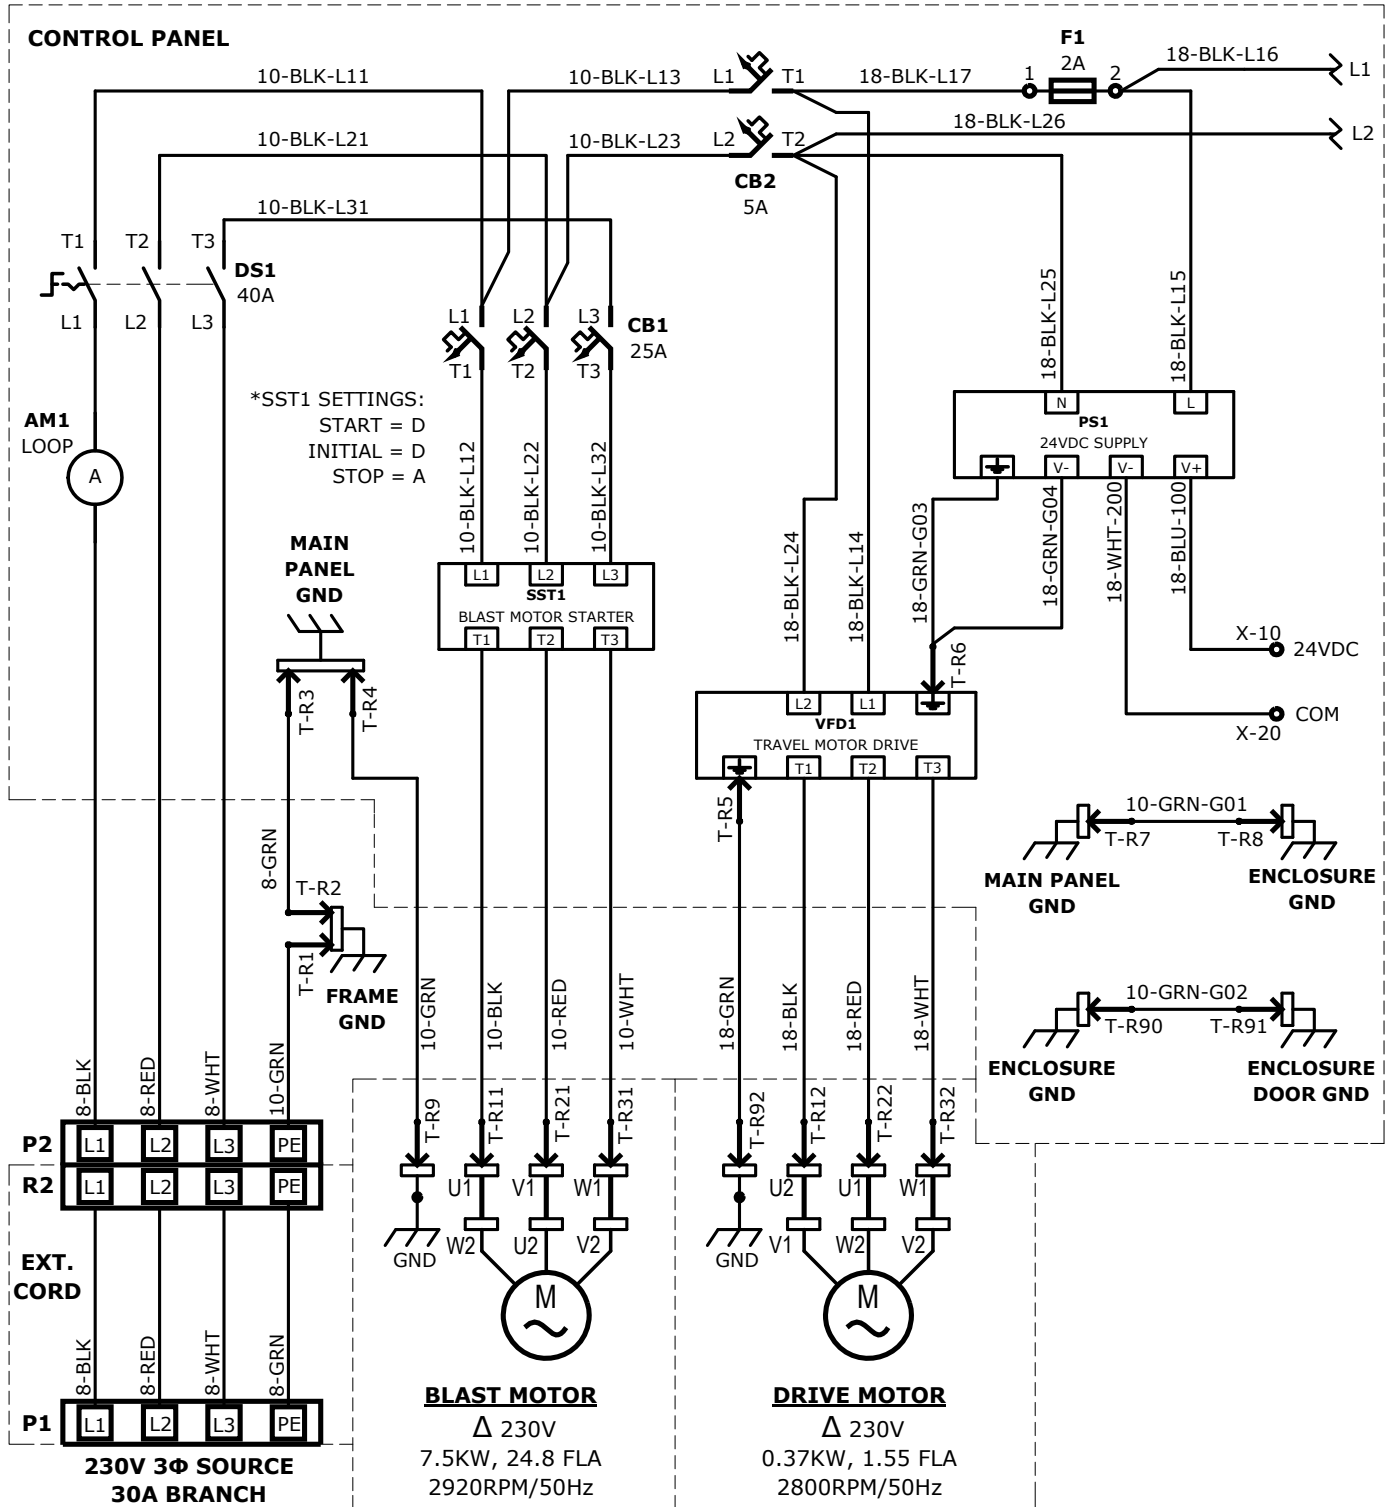 CONTROL PANEL
10-BLK-L11
10-BLK-L13
L1
T1
18-BLK-L17
F1
2A
1
2
18-BLK-L16
L1
10-BLK-L21
10-BLK-L23
L2
T2
18-BLK-L26
L2
CB2
5A
10-BLK-L31
T1
T2
T3
DS1
40A
L1
L2
L3
L1
L2
L3
CB1
25A
T1
T2
T3
18-BLK-L25
18-BLK-L15
*SST1 SETTINGS:
START = D
INITIAL = D
STOP = A
AM1
LOOP
A
10-BLK-L12
10-BLK-L22
10-BLK-L32
N
L
PS1
24VDC SUPPLY
V-
V-
V+
18-GRN-G03
18-GRN-G04
18-WHT-200
18-BLU-100
MAIN
PANEL
GND
L1
L2
L3
SST1
BLAST MOTOR STARTER
T1
T2
T3
18-BLK-L24
18-BLK-L14
T-R6
X-10
24VDC
COM
X-20
T-R3
T-R4
L2
L1
VFD1
TRAVEL MOTOR DRIVE
T1
T2
T3
T-R5
10-GRN-G01
T-R7
T-R8
MAIN PANEL
GND
ENCLOSURE
GND
8-GRN
T-R2
T-R1
FRAME
GND
10-GRN
10-BLK
10-RED
10-WHT
18-GRN
18-BLK
18-RED
18-WHT
10-GRN-G02
T-R90
T-R91
ENCLOSURE
GND
ENCLOSURE
DOOR GND
8-BLK
8-RED
8-WHT
10-GRN
T-R9
T-R11
T-R21
T-R31
T-R92
T-R12
T-R22
T-R32
P2
L1
L2
L3
PE
R2
L1
L2
L3
PE
U1
V1
W1
U2
U1
W1
GND
W2
U2
V2
GND
V1
W2
V2
EXT.
CORD
M
M
8-BLK
8-RED
8-WHT
8-GRN
P1
L1
L2
L3
PE
230V 3Φ SOURCE
30A BRANCH
BLAST MOTOR
Δ 230V
7.5KW, 24.8 FLA
2920RPM/50Hz
DRIVE MOTOR
Δ 230V
0.37KW, 1.55 FLA
2800RPM/50Hz